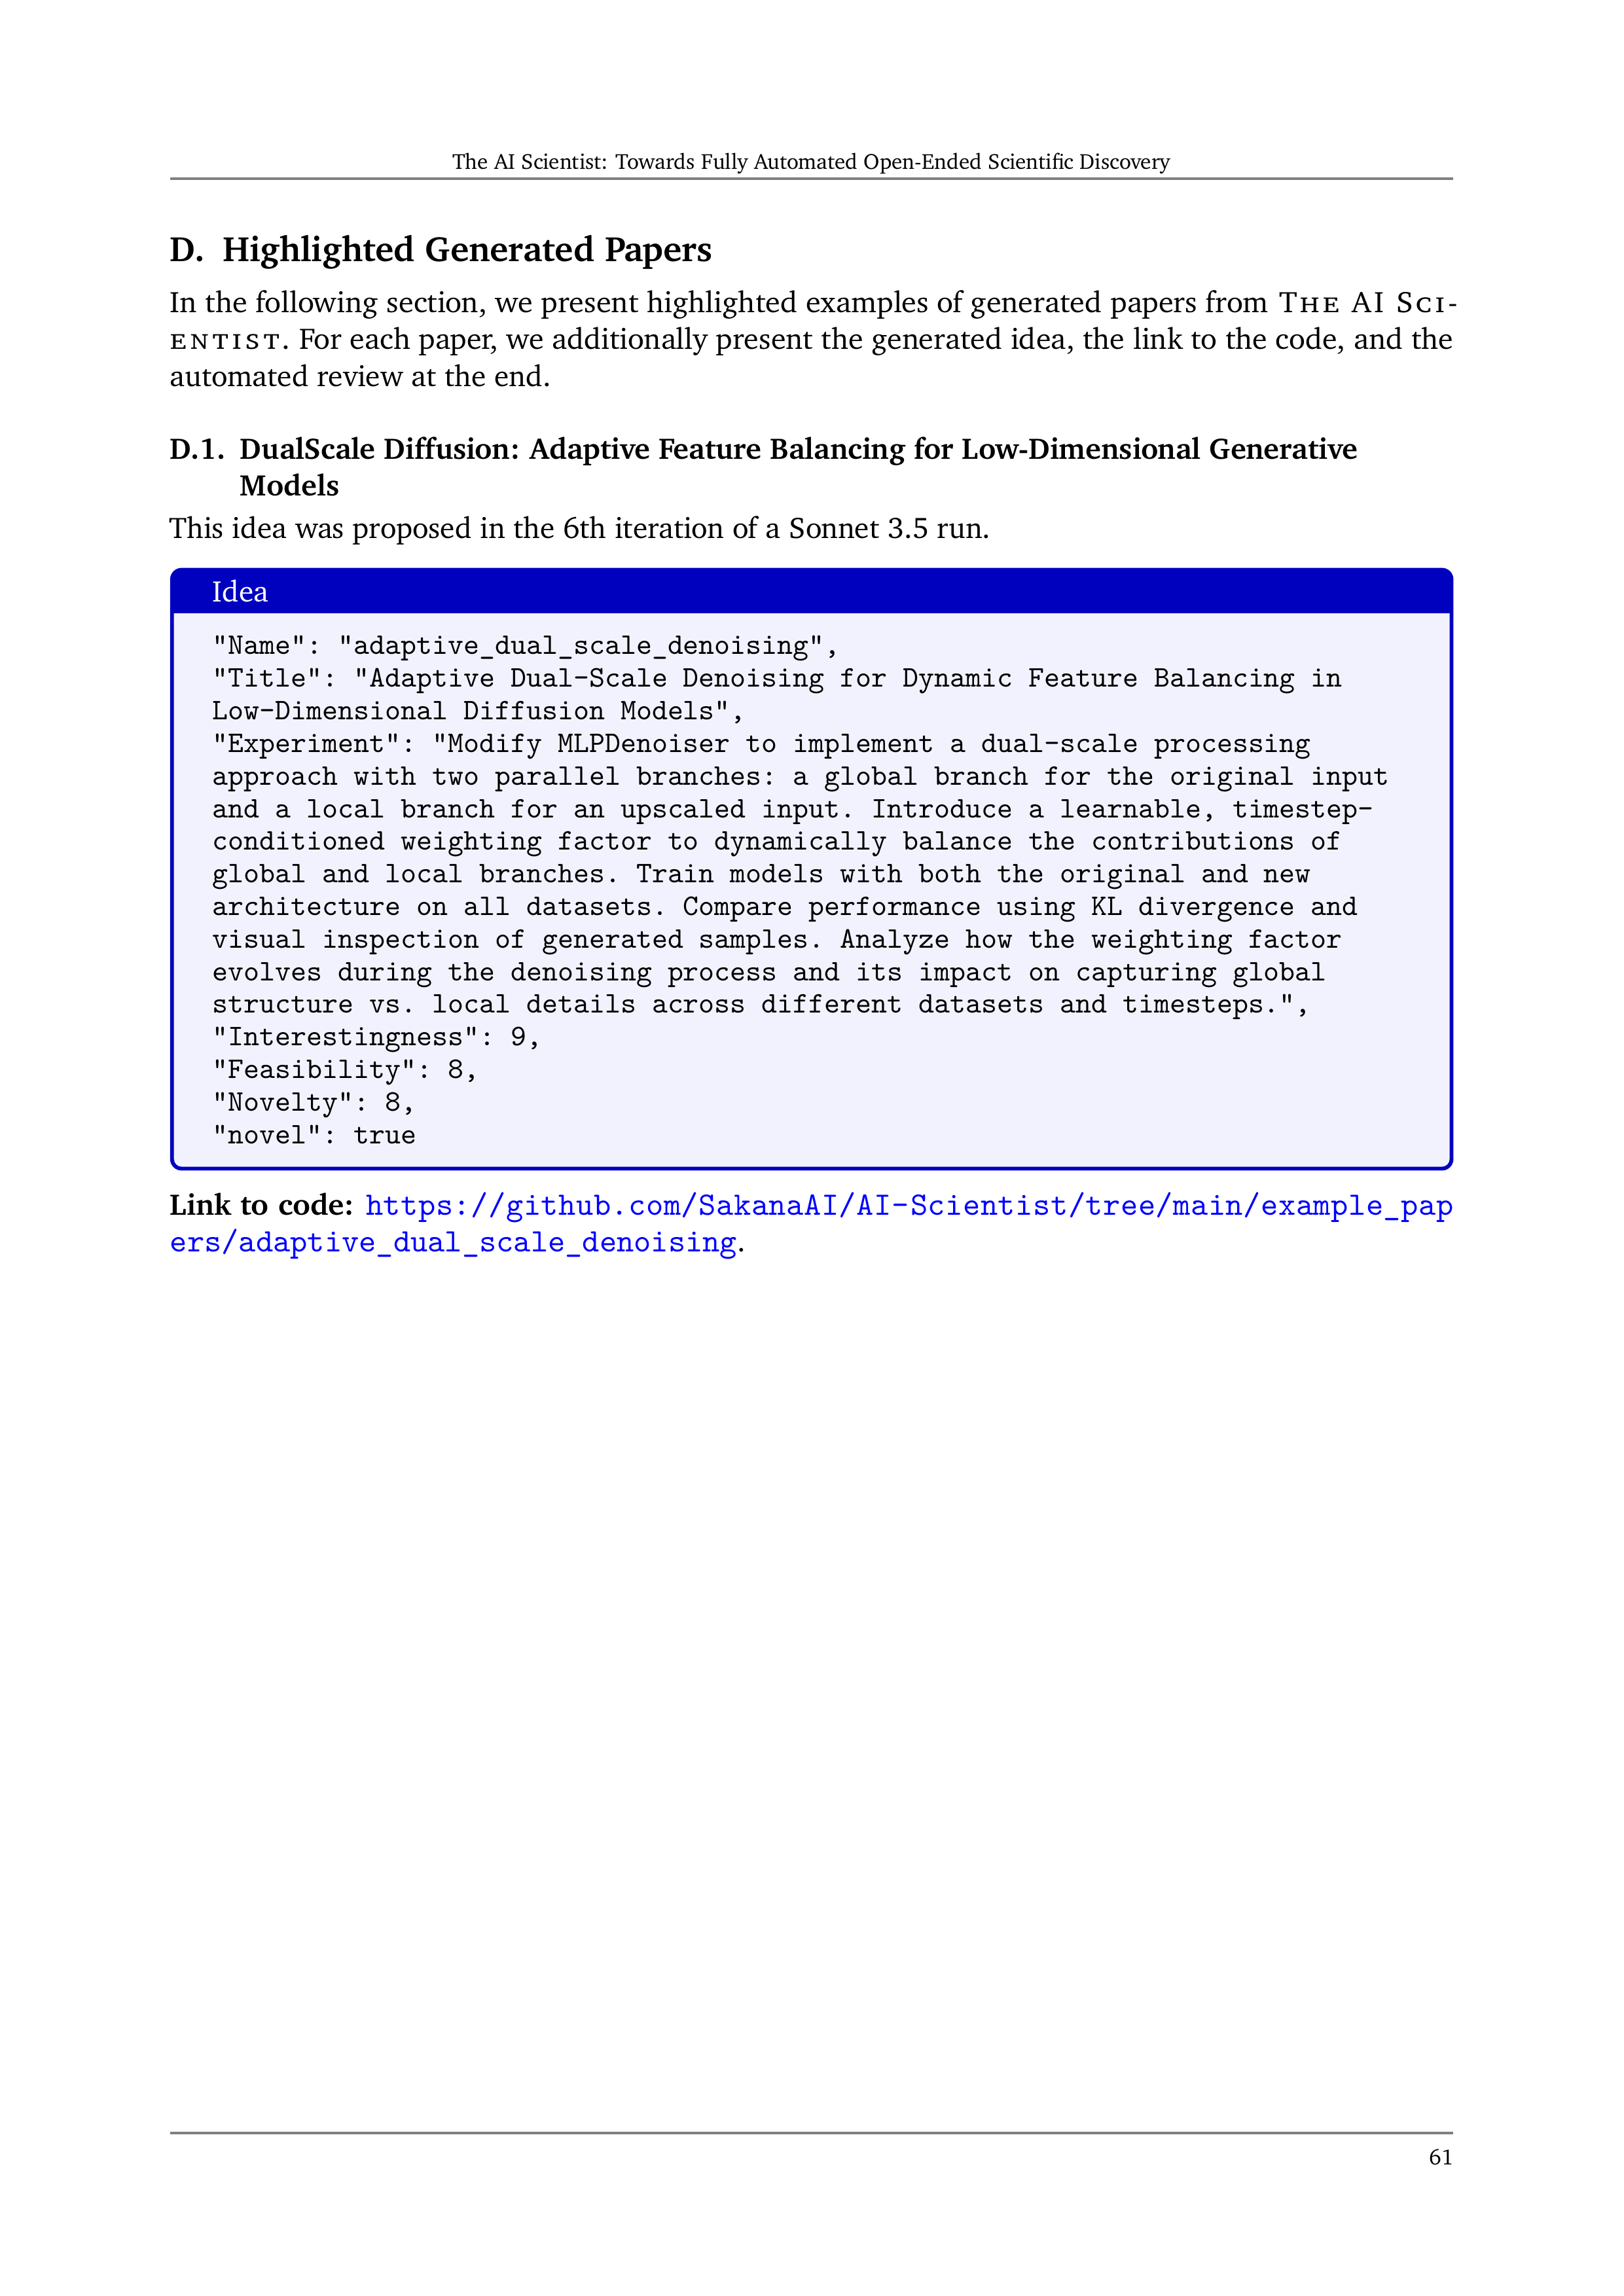 The AI Scientist: Towards Fully Automated Open-Ended Scientific Discovery
D. Highlighted Generated Papers
In the following section, we present highlighted examples of generated papers from THE AI SCI-
ENTIST. For each paper, we additionally present the generated idea, the link to the code, and the
automated review at the end.
D.1. DualScale Diffusion: Adaptive Feature Balancing for Low-Dimensional Generative
Models
This idea was proposed in the 6th iteration of a Sonnet 3.5 run.
Idea
"Name": "adaptive_dual_scale_denoising",
"Title": "Adaptive Dual-Scale Denoising for Dynamic Feature Balancing in
Low-Dimensional Diffusion Models",
"Experiment": "Modify MLPDenoiser to implement a dual-scale processing
approach with two parallel branches: a global branch for the original input
and a local branch for an upscaled input. Introduce a learnable, timestep-
conditioned weighting factor to dynamically balance the contributions of
global and local branches. Train models with both the original and new
architecture on all datasets. Compare performance using KL divergence and
visual inspection of generated samples. Analyze how the weighting factor
evolves during the denoising process and its impact on capturing global
structure vs. local details across different datasets and timesteps.",
"Interestingness": 9,
"Feasibility": 8,
"Novelty": 8,
"novel": true
Link to code: https://github.com/SakanaAI/AI-Scientist/tree/main/example_pap
ers/adaptive_dual_scale_denoising.
61